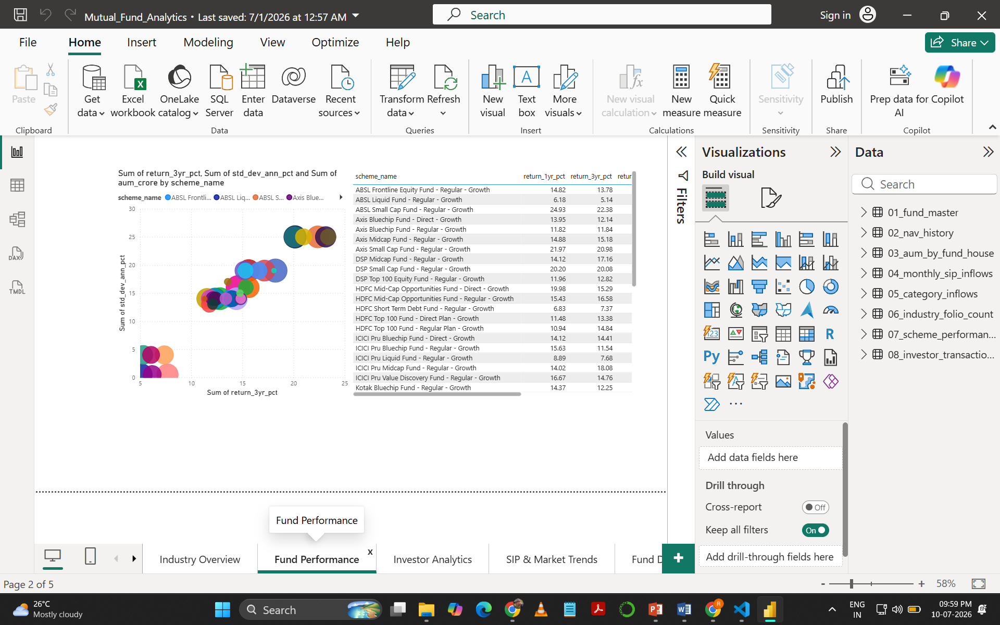 Mutual_Fund_Analytics • Last saved: 7/1/2026 at 12:57 AM
Search
Sign in
File
Home
Insert
Modeling
View
Optimize
Help
Share
Paste
Clipboard
Get data
Excel workbook
OneLake catalog
SQL Server
Enter data
Dataverse
Recent sources
Data
Transform data
Refresh
Queries
New visual
Text box
More visuals
Insert
New visual calculation
New measure
Quick measure
Calculations
Sensitivity
Sensitivity
Publish
Share
Prep data for AI
Copilot
Copilot
DAX
TMDL
Sum of return_3yr_pct, Sum of std_dev_ann_pct and Sum of
aum_crore by scheme_name
scheme_name ABSL Frontli... ABSL Liq... ABSL S... Axis Blue...
30
25
20
15
10
5
0
Sum of std_dev_ann_pct
5 10 15 20 25
Sum of return_3yr_pct
scheme_name return_1yr_pct return_3yr_pct retur
ABSL Frontline Equity Fund - Regular - Growth 14.82 13.78
ABSL Liquid Fund - Regular - Growth 6.18 5.14
ABSL Small Cap Fund - Regular - Growth 24.93 22.38
Axis Bluechip Fund - Direct - Growth 13.95 12.14
Axis Bluechip Fund - Regular - Growth 11.82 11.84
Axis Midcap Fund - Regular - Growth 14.88 15.18
Axis Small Cap Fund - Regular - Growth 21.97 20.98
DSP Midcap Fund - Regular - Growth 14.12 17.16
DSP Small Cap Fund - Regular - Growth 20.20 20.08
DSP Top 100 Equity Fund - Regular - Growth 11.96 12.82
HDFC Mid-Cap Opportunities Fund - Direct - Growth 19.98 15.29
HDFC Mid-Cap Opportunities Fund - Regular - Growth 15.43 16.58
HDFC Short Term Debt Fund - Regular - Growth 6.83 7.37
HDFC Top 100 Fund - Direct Plan - Growth 11.48 13.38
HDFC Top 100 Fund - Regular Plan - Growth 10.94 14.84
ICICI Pru Bluechip Fund - Direct - Growth 14.12 14.41
ICICI Pru Bluechip Fund - Regular - Growth 15.63 11.54
ICICI Pru Liquid Fund - Regular - Growth 8.89 7.68
ICICI Pru Midcap Fund - Regular - Growth 14.02 18.08
ICICI Pru Value Discovery Fund - Regular - Growth 16.67 14.76
Kotak Bluechip Fund - Regular - Growth 14.37 12.25
Filters
Visualizations
Build visual
123
R
Py
Values
Add data fields here
Drill through
Cross-report Off
Keep all filters On
Add drill-through fields here
Data
Search
01_fund_master
02_nav_history
03_aum_by_fund_house
04_monthly_sip_inflows
05_category_inflows
06_industry_folio_count
07_scheme_performan...
08_investor_transactio...
Fund Performance
Industry Overview
Fund Performance x
Investor Analytics
SIP & Market Trends
Fund D
+
Page 2 of 5
- + 58%
26°C
Mostly cloudy
Search
ENG
IN
09:59 PM
10-07-2026